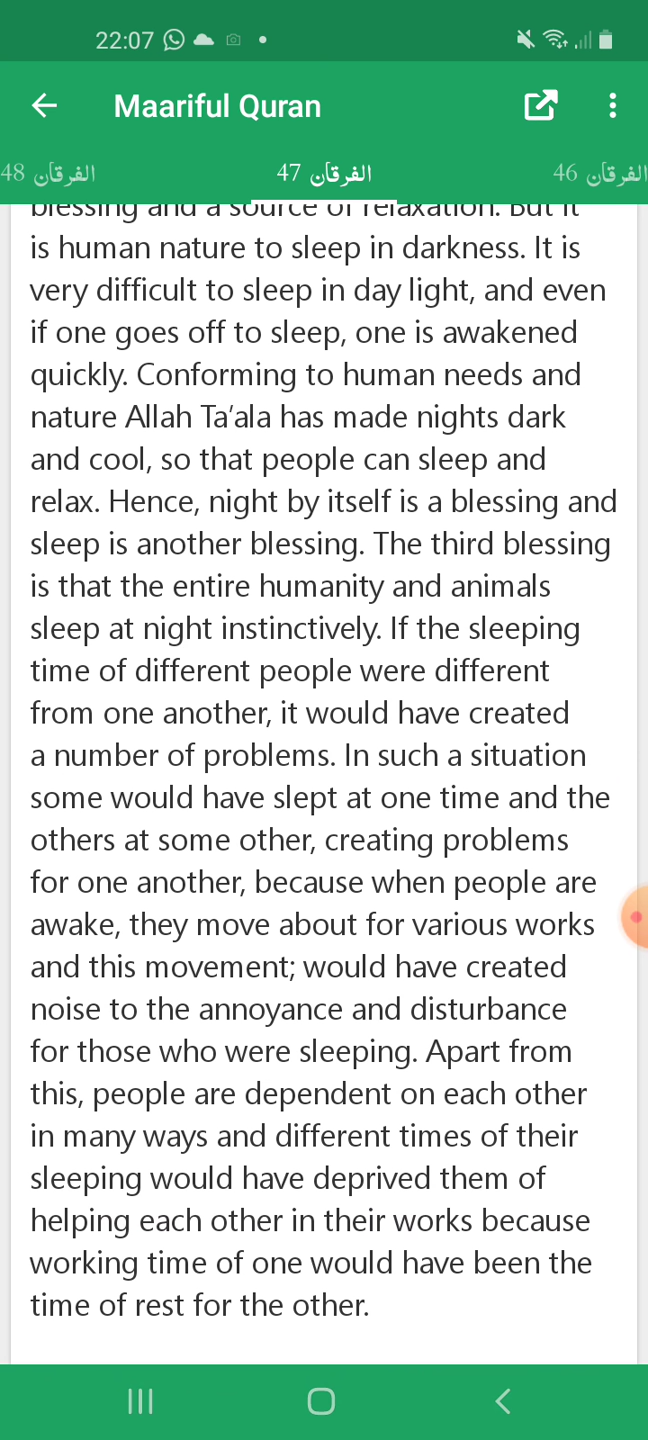 22:07
Maariful Quran
الفرقان 48
الفرقان 47
الفرقان 46
blessing and a source of relaxation. But it
is human nature to sleep in darkness. It is
very difficult to sleep in day light, and even
if one goes off to sleep, one is awakened
quickly. Conforming to human needs and
nature Allah Ta'ala has made nights dark
and cool, so that people can sleep and
relax. Hence, night by itself is a blessing and
sleep is another blessing. The third blessing
is that the entire humanity and animals
sleep at night instinctively. If the sleeping
time of different people were different
from one another, it would have created
a number of problems. In such a situation
some would have slept at one time and the
others at some other, creating problems
for one another, because when people are
awake, they move about for various works
and this movement; would have created
noise to the annoyance and disturbance
for those who were sleeping. Apart from
this, people are dependent on each other
in many ways and different times of their
sleeping would have deprived them of
helping each other in their works because
working time of one would have been the
time of rest for the other.